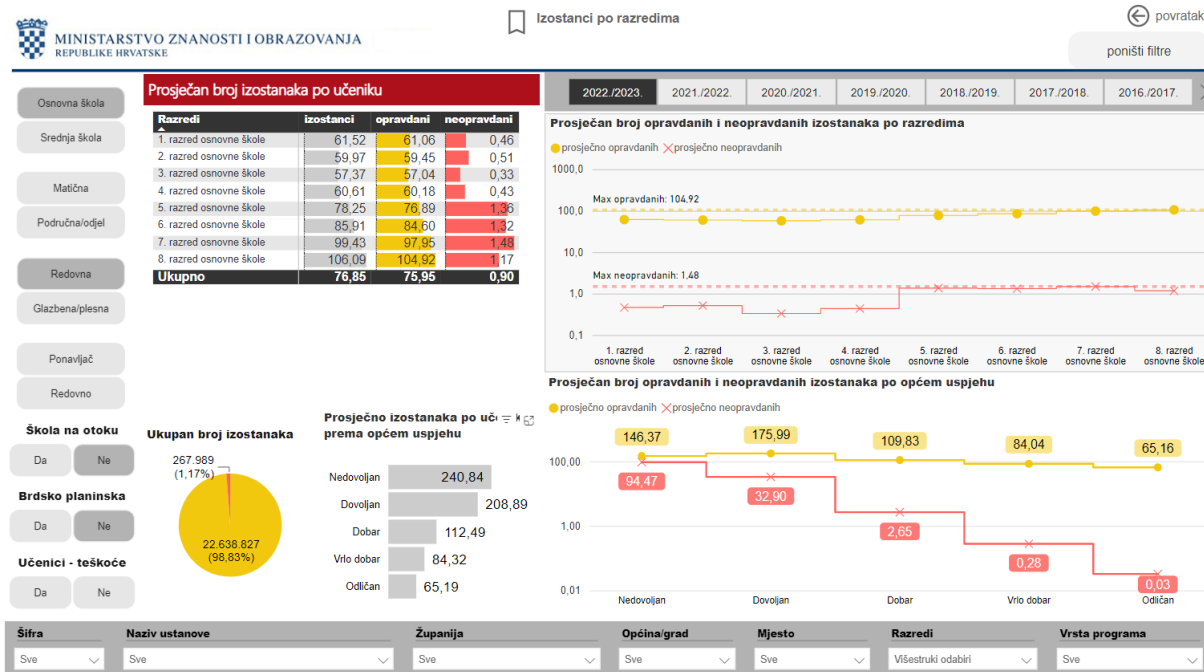 MINISTARSTVO ZNANOSTI I OBRAZOVANJA
REPUBLIKE HRVATSKE
Izostanci po razredima
povratak
poništi filtre
Osnovna škola
Srednja škola
Matična
Područna/odjel
Redovna
Glazbena/plesna
Ponavljač
Redovno
Škola na otoku
Da Ne
Brdsko planinska
Da Ne
Učenici - teškoće
Da Ne
Prosječan broj izostanaka po učeniku
Razredi izostanci opravdani neopravdani
1. razred osnovne škole 61,52 61,06 0,46
2. razred osnovne škole 59,97 59,45 0,51
3. razred osnovne škole 57,37 57,04 0,33
4. razred osnovne škole 60,61 60,18 0,43
5. razred osnovne škole 78,25 76,89 1,36
6. razred osnovne škole 85,91 84,60 1,32
7. razred osnovne škole 99,43 97,95 1,48
8. razred osnovne škole 106,09 104,92 1,17
Ukupno 76,85 75,95 0,90
2022./2023. 2021./2022. 2020./2021. 2019./2020. 2018./2019. 2017./2018. 2016./2017.
Prosječan broj opravdanih i neopravdanih izostanaka po razredima
prosječno opravdanih prosječno neopravdanih
1000,0
Max opravdanih: 104,92
100,0
10,0
Max neopravdanih: 1,48
1,0
0,1
1. razred 2. razred 3. razred 4. razred 5. razred 6. razred 7. razred 8. razred
osnovne škole osnovne škole osnovne škole osnovne škole osnovne škole osnovne škole osnovne škole osnovne škole
Ukupan broj izostanaka
267.989
(1,17%)
22.638.827
(98,83%)
Prosječno izostanaka po uč
prema općem uspjehu
Nedovoljan 240,84
Dovoljan 208,89
Dobar 112,49
Vrlo dobar 84,32
Odličan 65,19
Prosječan broj opravdanih i neopravdanih izostanaka po općem uspjehu
prosječno opravdanih prosječno neopravdanih
146,37 175,99 109,83 84,04 65,16
100,00
94,47 32,90 2,65 0,28 0,03
1,00
0,01
Nedovoljan Dovoljan Dobar Vrlo dobar Odličan
Šifra Naziv ustanove Županija Općina/grad Mjesto Razredi Vrsta programa
Sve Sve Sve Sve Sve Višestruki odabiri Sve